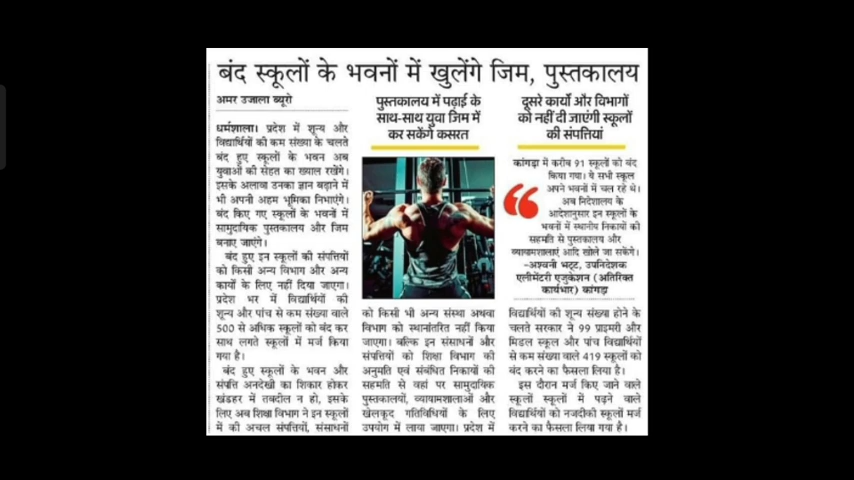 बंद स्कूलों के भवनों में खुलेंगे जिम, पुस्तकालय
अमर उजाला ब्यूरो
धर्मशाला। प्रदेश में शून्य और
विद्यार्थियों की कम संख्या के चलते
बंद हुए स्कूलों के भवन अब
युवाओं की सेहत का ख्याल रखेंगे।
इसके अलावा उनका ज्ञान बढ़ाने में
भी अपनी अहम भूमिका निभाएंगे।
बंद किए गए स्कूलों के भवनों में
सामुदायिक पुस्तकालय और जिम
बनाए जाएंगे।
बंद हुए इन स्कूलों की संपत्तियों
को किसी अन्य विभाग और अन्य
कार्यों के लिए नहीं दिया जाएगा।
प्रदेश भर में विद्यार्थियों की
शून्य और पांच से कम संख्या वाले
500 से अधिक स्कूलों को बंद कर
साथ लगते स्कूलों में मर्ज किया
गया है।
बंद हुए स्कूलों के भवन और
संपत्ति अनदेखी का शिकार होकर
खंडहर में तबदील न हो, इसके
लिए अब शिक्षा विभाग ने इन स्कूलों
में की अचल संपत्तियों, संसाधनों
पुस्तकालय में पढ़ाई के
साथ-साथ युवा जिम में
कर सकेंगे कसरत
को किसी भी अन्य संस्था अथवा
विभाग को स्थानांतरित नहीं किया
जाएगा। बल्कि इन संसाधनों और
संपत्तियों को शिक्षा विभाग की
अनुमति एवं संबंधित निकायों की
सहमति से वहां पर सामुदायिक
पुस्तकालयों, व्यायामशालाओं और
खेलकूद गतिविधियों के लिए
उपयोग में लाया जाएगा। प्रदेश में
दूसरे कार्यों और विभागों
को नहीं दी जाएंगी स्कूलों
की संपत्तियां
कांगड़ा में करीब 91 स्कूलों को बंद
किया गया। ये सभी स्कूल
अपने भवनों में चल रहे थे।
अब निदेशालय के
आदेशानुसार इन स्कूलों के
भवनों में स्थानीय निकायों की
सहमति से पुस्तकालय और
व्यायामशालाएं आदि खोले जा सकेंगे।
-अश्वनी भट्ट, उपनिदेशक
एलीमेंटरी एजुकेशन (अतिरिक्त
कार्यभार) कांगड़ा
विद्यार्थियों की शून्य संख्या होने के
चलते सरकार ने 99 प्राइमरी और
मिडल स्कूल और पांच विद्यार्थियों
से कम संख्या वाले 419 स्कूलों को
बंद करने का फैसला लिया है।
इस दौरान मर्ज किए जाने वाले
स्कूलों स्कूलों में पड़ने वाले
विद्यार्थियों को नजदीकी स्कूलों मर्ज
करने का फैसला लिया गया है।